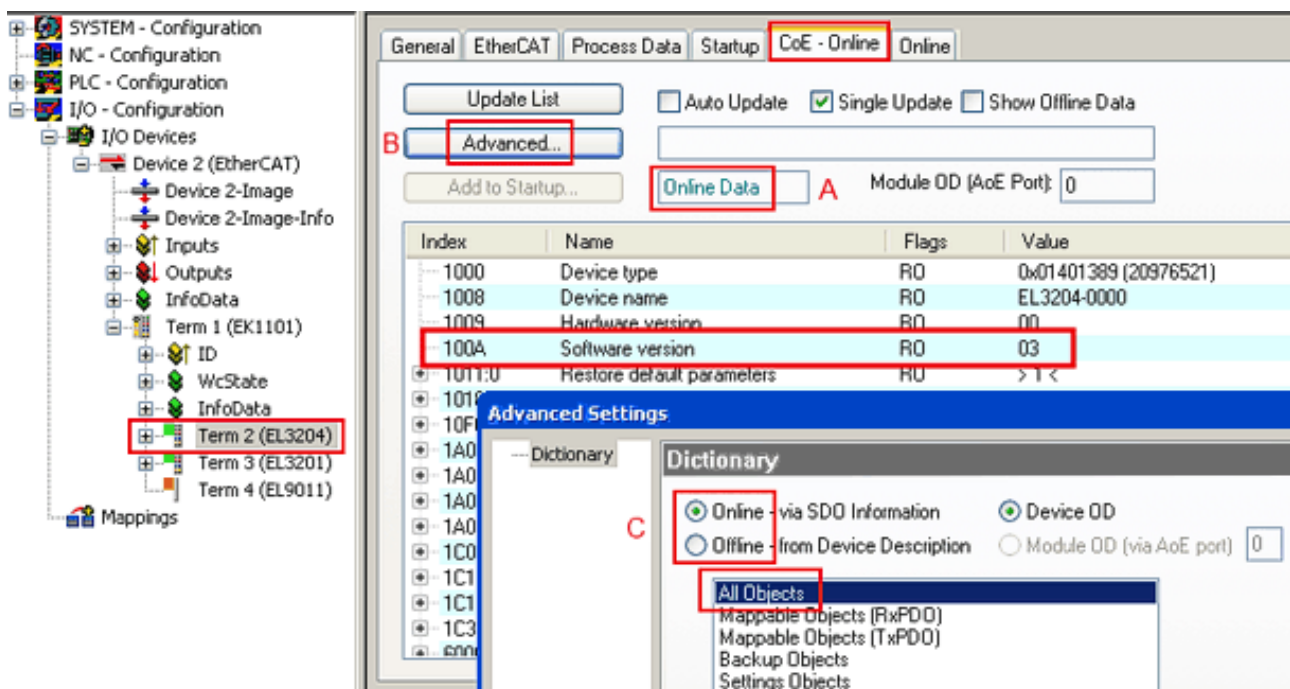 SYSTEM - Configuration
NC - Configuration
PLC - Configuration
I/O - Configuration
I/O Devices
Device 2 (EtherCAT)
Device 2-Image
Device 2-Image-Info
Inputs
Outputs
InfoData
Term 1 (EK1101)
ID
WcState
InfoData
Term 2 (EL3204)
Term 3 (EL3201)
Term 4 (EL9011)
Mappings
General EtherCAT Process Data Startup CoE - Online Online
Update List Auto Update Single Update Show Offline Data
B Advanced...
Add to Startup... Online Data A Module OD (AoE Port): 0
Index Name Flags Value
1000 Device type RO 0x01401389 (20976521)
1008 Device name RO EL3204-0000
1009 Hardware version RO 00
100A Software version RO 03
1011:0 Restore default parameters RO > 1 <
Advanced Settings
Dictionary
Dictionary
C
Online - via SDO Information Device OD
Offline - from Device Description Module OD (via AoE port) 0
All Objects
Mappable Objects (RxPDO)
Mappable Objects (TxPDO)
Backup Objects
Settings Objects